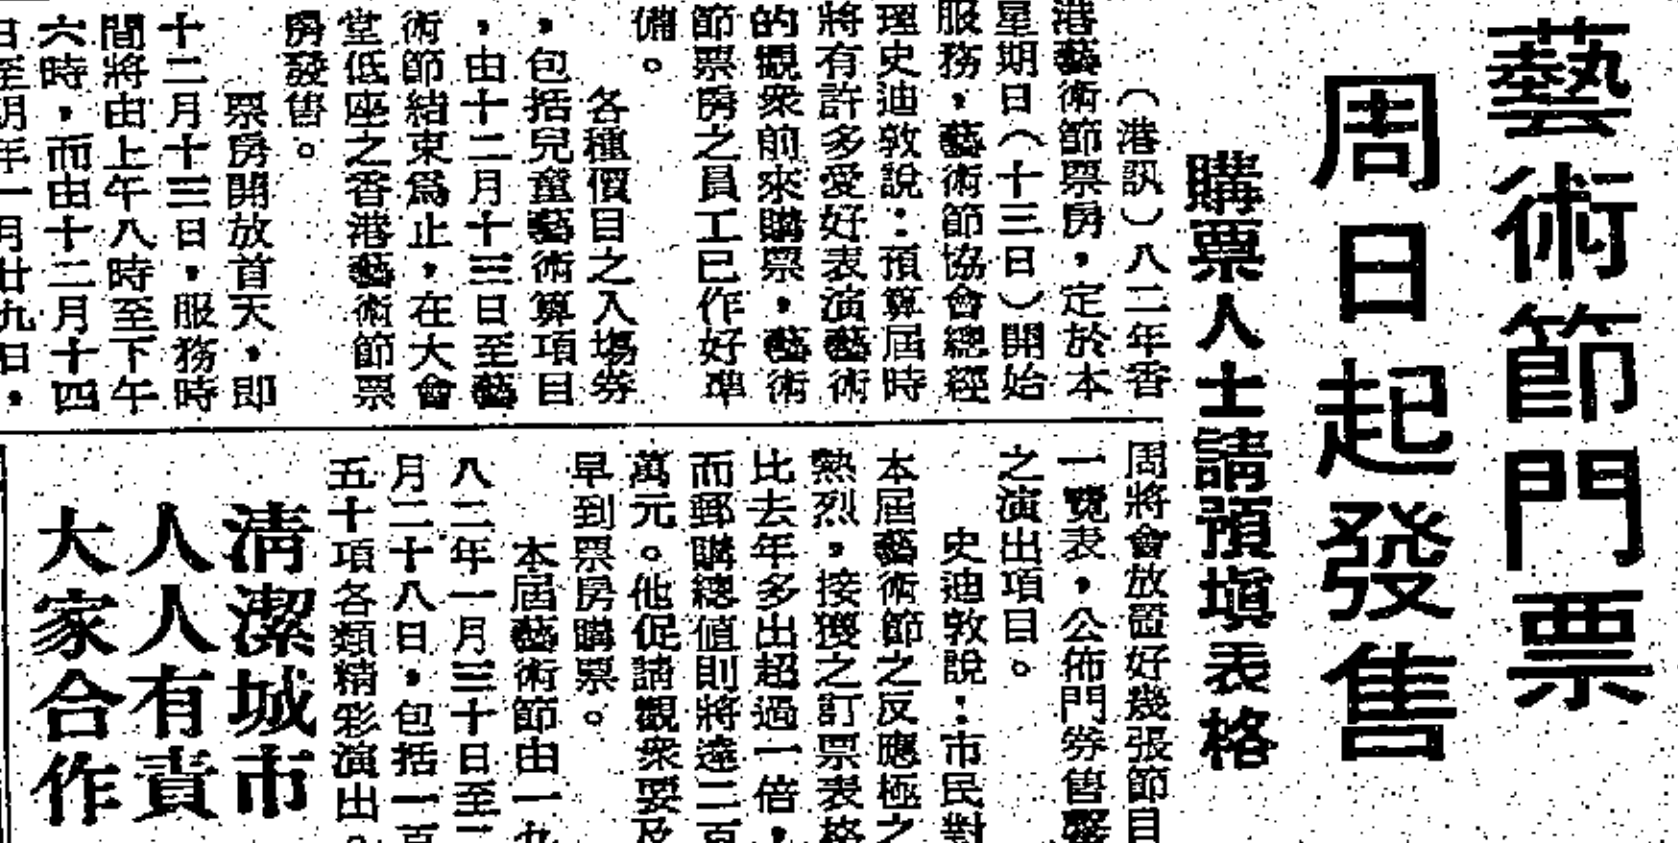 藝術節門票
周日起發售
購票人士請預塡表格
（港訊）八二年香
港藝術節票房，定於本
星期日（十三日）開始
服務，藝術節協會總經
理史迪敦說：預算屆時
將有許多愛好表演藝術
的觀衆前來購票，藝術
節票房之員工已作好準
備。
各種價目之入塲券
，包括兒童藝術算項目
，由十二月十三日至藝
術節結束爲止，在大會
堂低座之香港藝術節票
房發售。
票房開放首天，即
十二月十三日，服務時
間將由上午八時至下午
六時，而由十二月十四
日至明年一月廿九日，
周將會放置好幾張節目
一覽表，公佈門券售罄
之演出項目。
史迪敦說：市民對
本屆藝術節之反應極之
熱烈，接獲之訂票表格
比去年多出超過一倍，
而郵購總値則將達二百
萬元。他促請觀衆要及
早到票房購票。
本屆藝術節由一九
八二年一月三十日至二
月二十八日，包括一百
五十項各類精彩演出。
清潔城市
人人有責
大家合作